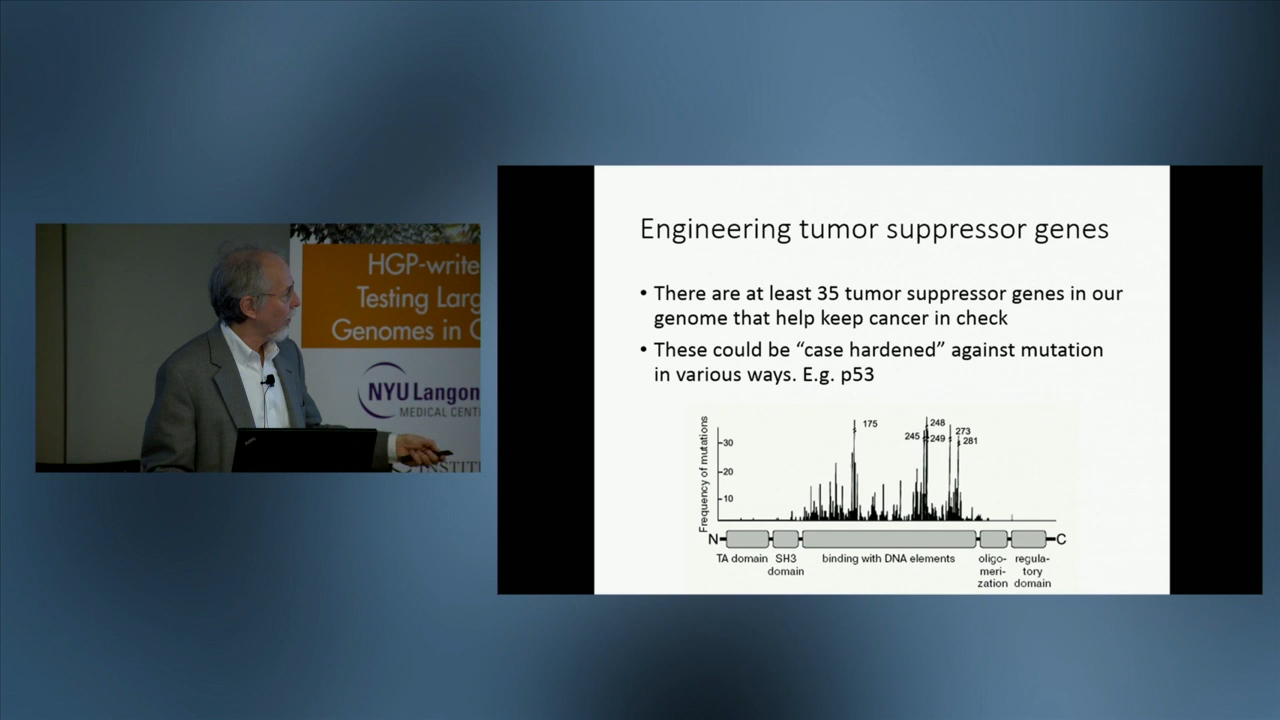 HGP-write
Testing Larg
Genomes in C
NYU Langon
MEDICAL CENT
INSTIT
Engineering tumor suppressor genes
• There are at least 35 tumor suppressor genes in our
genome that help keep cancer in check
• These could be “case hardened” against mutation
in various ways. E.g. p53
Frequency of mutations
30
20
10
175
245
248
249
273
281
N
C
TA domain
SH3
domain
binding with DNA elements
oligo-
meri-
zation
regula-
tory
domain